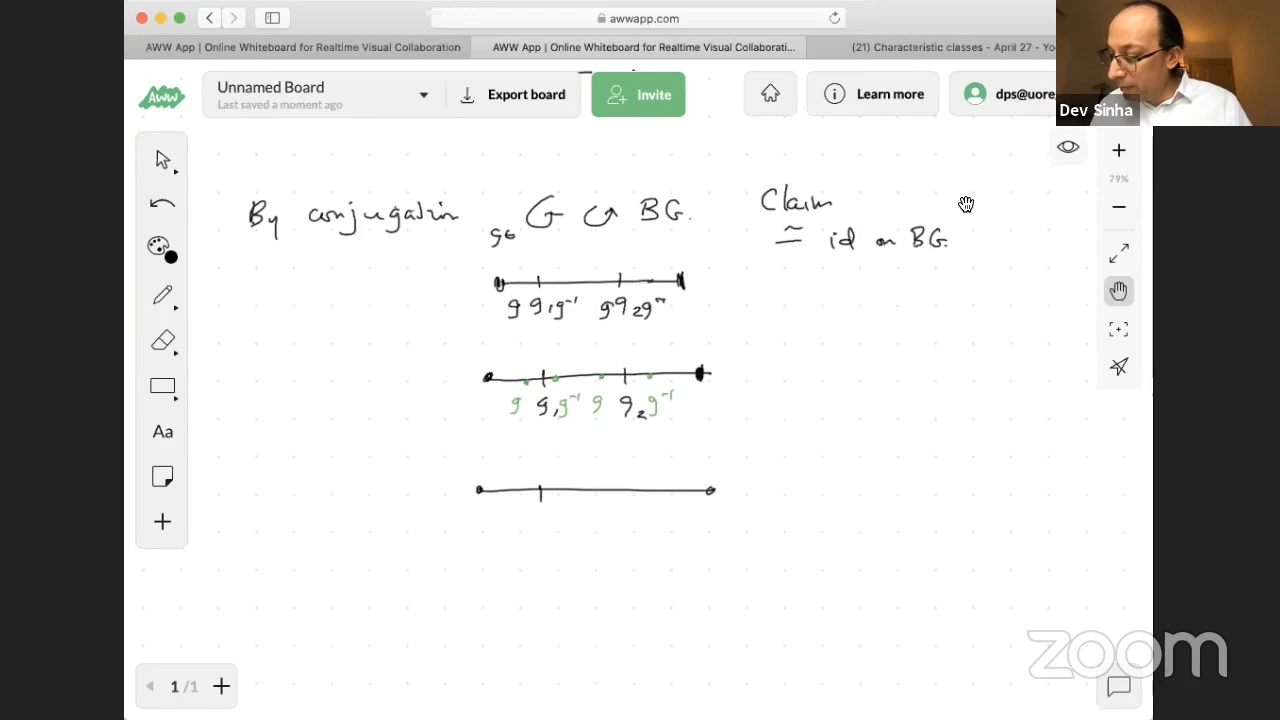 awwapp.com
AWW App | Online Whiteboard for Realtime Visual Collaboration
AWW App | Online Whiteboard for Realtime Visual Collaborati...
(21) Characteristic classes - April 27 - Yo
AWW
Unnamed Board
Last saved a moment ago
Export board
Invite
Learn more
dps@uore
Dev Sinha
79%
Aa
By conjugation
G ↺ BG.
Claim
≃ id on BG.
g g₁g⁻¹ g g₂g⁻¹
g g₁g⁻¹ g g₂g⁻¹
1/1
zoom